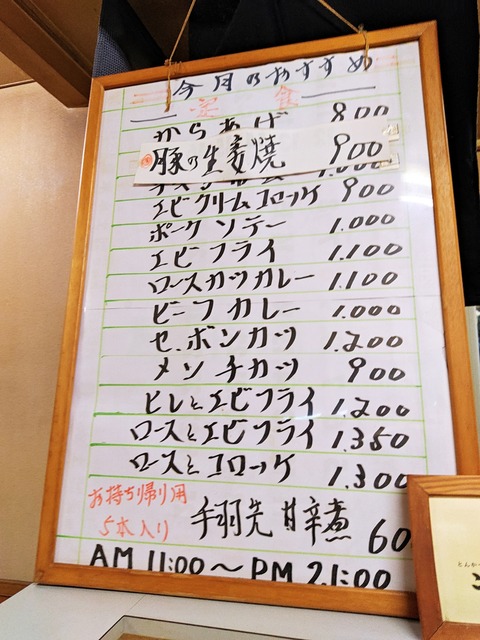 今月のおすすめ
定食
からあげ 800
豚の生姜焼 900
エビクリームコロッケ 900
ポークソテー 1.000
エビフライ 1.100
ロースカツカレー 1.100
ビーフカレー 1.000
セ.ボンカツ 1.200
メンチカツ 900
ヒレとエビフライ 1.200
ロースとエビフライ 1.350
ロースとコロッケ 1.300
お持ち帰り用
5本入り
手羽先甘辛煮 60
AM 11:00〜PM 21:00
とんか